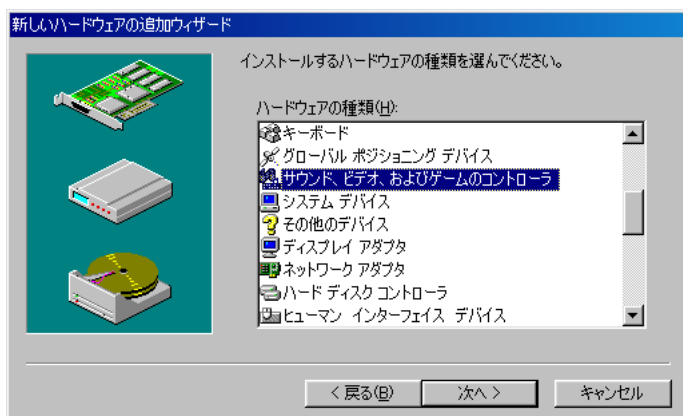 新しいハードウェアの追加ウィザード
インストールするハードウェアの種類を選んでください。
ハードウェアの種類(H):
キーボード
グローバル ポジショニング デバイス
サウンド、ビデオ、およびゲームのコントローラ
システム デバイス
その他のデバイス
ディスプレイ アダプタ
ネットワーク アダプタ
ハード ディスク コントローラ
ヒューマン インターフェイス デバイス
< 戻る(B) 次へ > キャンセル